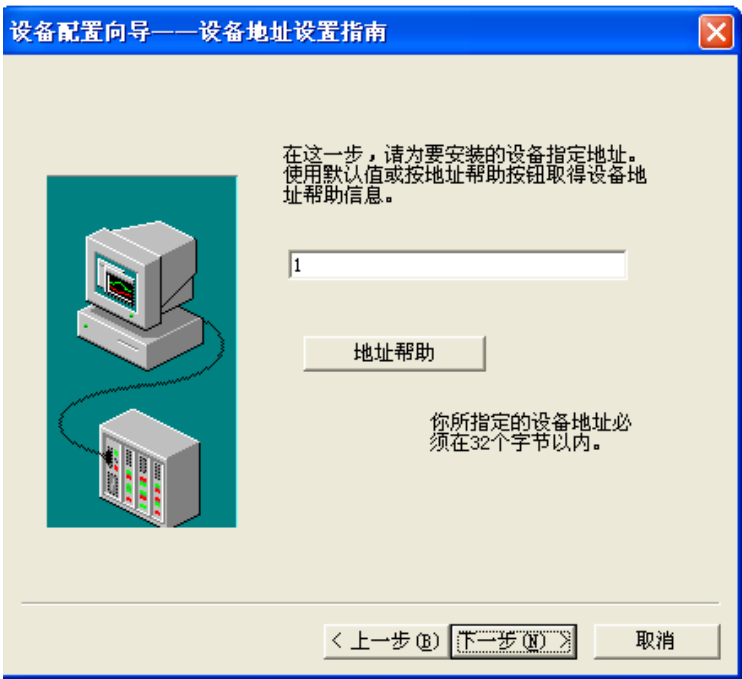 设备配置向导——设备地址设置指南
在这一步，请为要安装的设备指定地址。
使用默认值或按地址帮助按钮取得设备地
址帮助信息。
1
地址帮助
你所指定的设备地址必
须在32个字节以内。
< 上一步(B) 下一步(N) > 取消